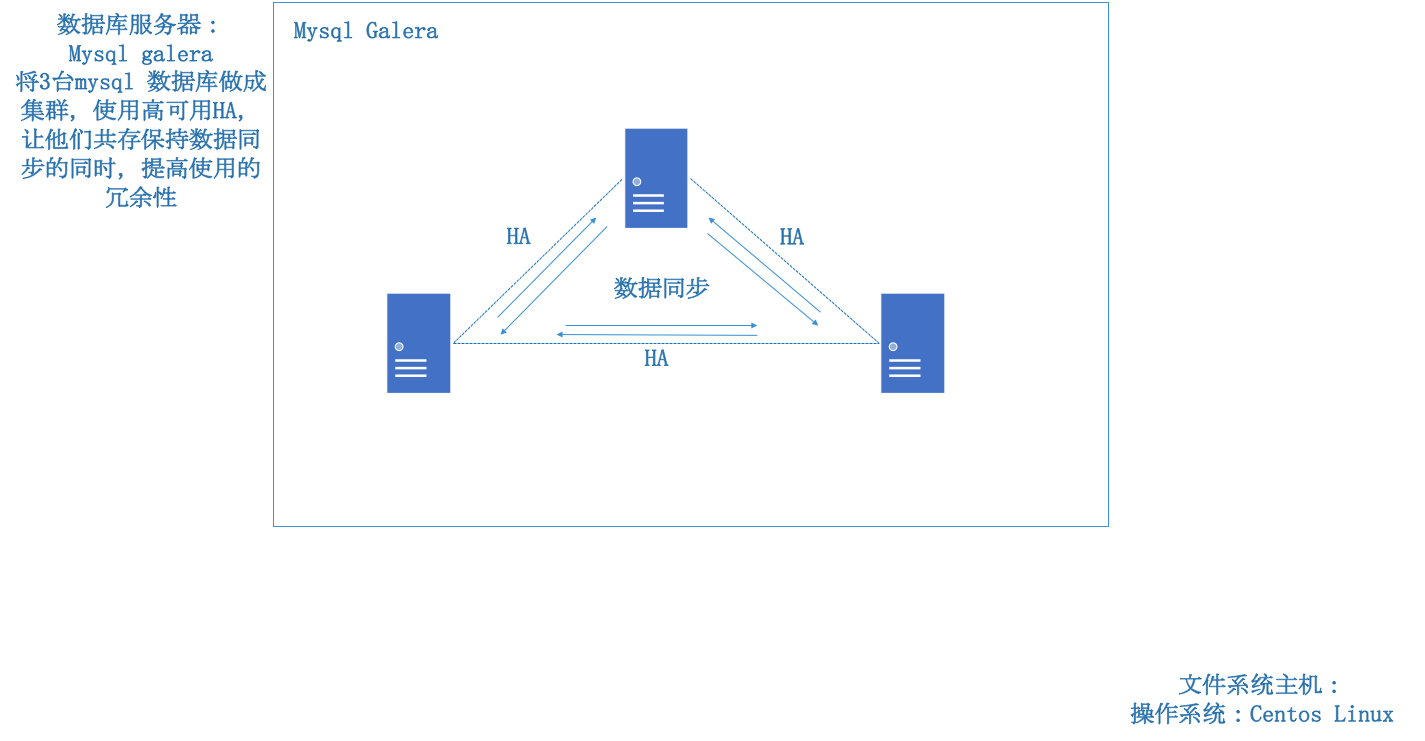 数据库服务器：
Mysql galera
将3台mysql 数据库做成
集群，使用高可用HA，
让他们共存保持数据同
步的同时，提高使用的
冗余性
Mysql Galera
HA
HA
数据同步
HA
文件系统主机：
操作系统：Centos Linux